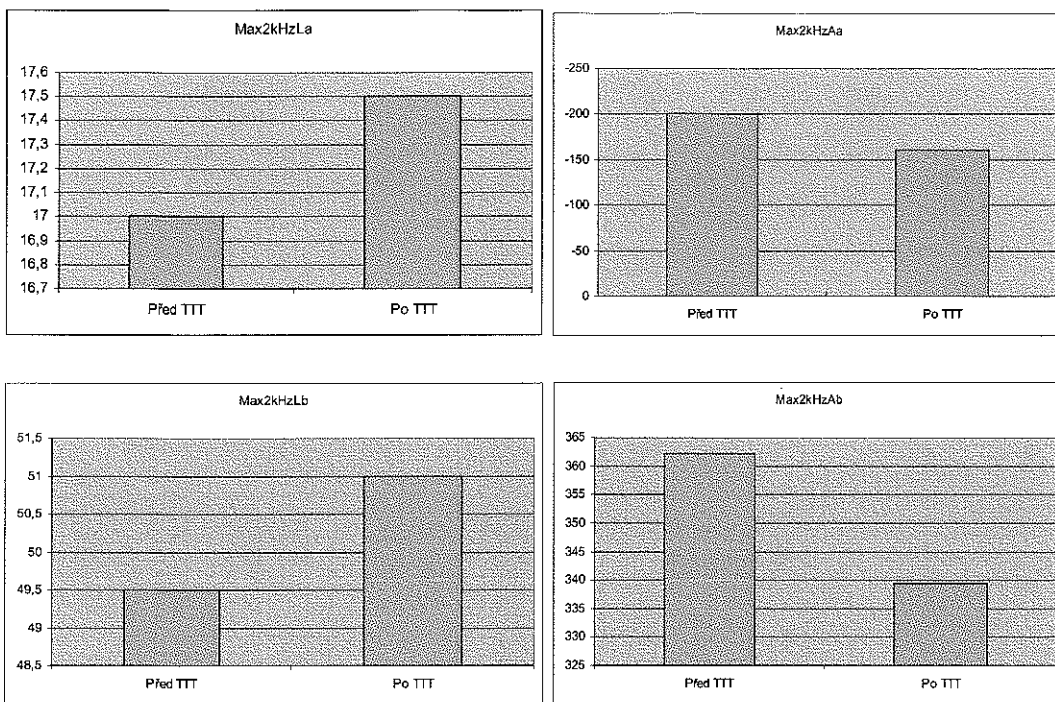 Max2kHzLa
17,6
17,5
17,4
17,3
17,2
17,1
17
16,9
16,8
16,7
Před TTT
Po TTT
Max2kHzAa
-250
-200
-150
-100
-50
0
Před TTT
Po TTT
Max2kHzLb
51,5
51
50,5
50
49,5
49
48,5
Před TTT
Po TTT
Max2kHzAb
365
360
355
350
345
340
335
330
325
Před TTT
Po TTT